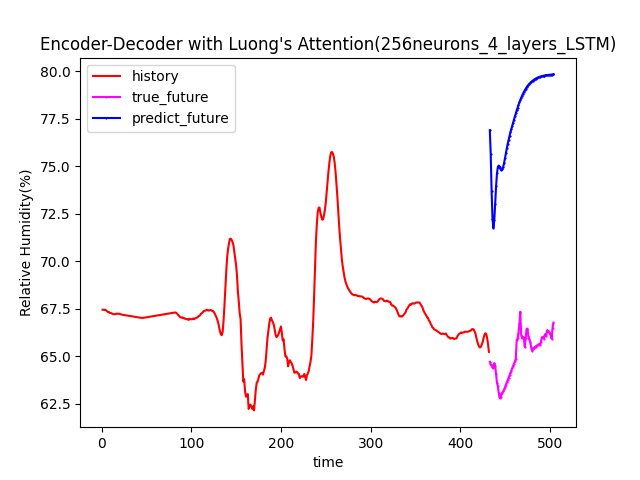 Encoder-Decoder with Luong's Attention(256neurons_4_layers_LSTM)
history
true_future
predict_future
Relative Humidity(%)
80.0
77.5
75.0
72.5
70.0
67.5
65.0
62.5
0 100 200 300 400 500
time